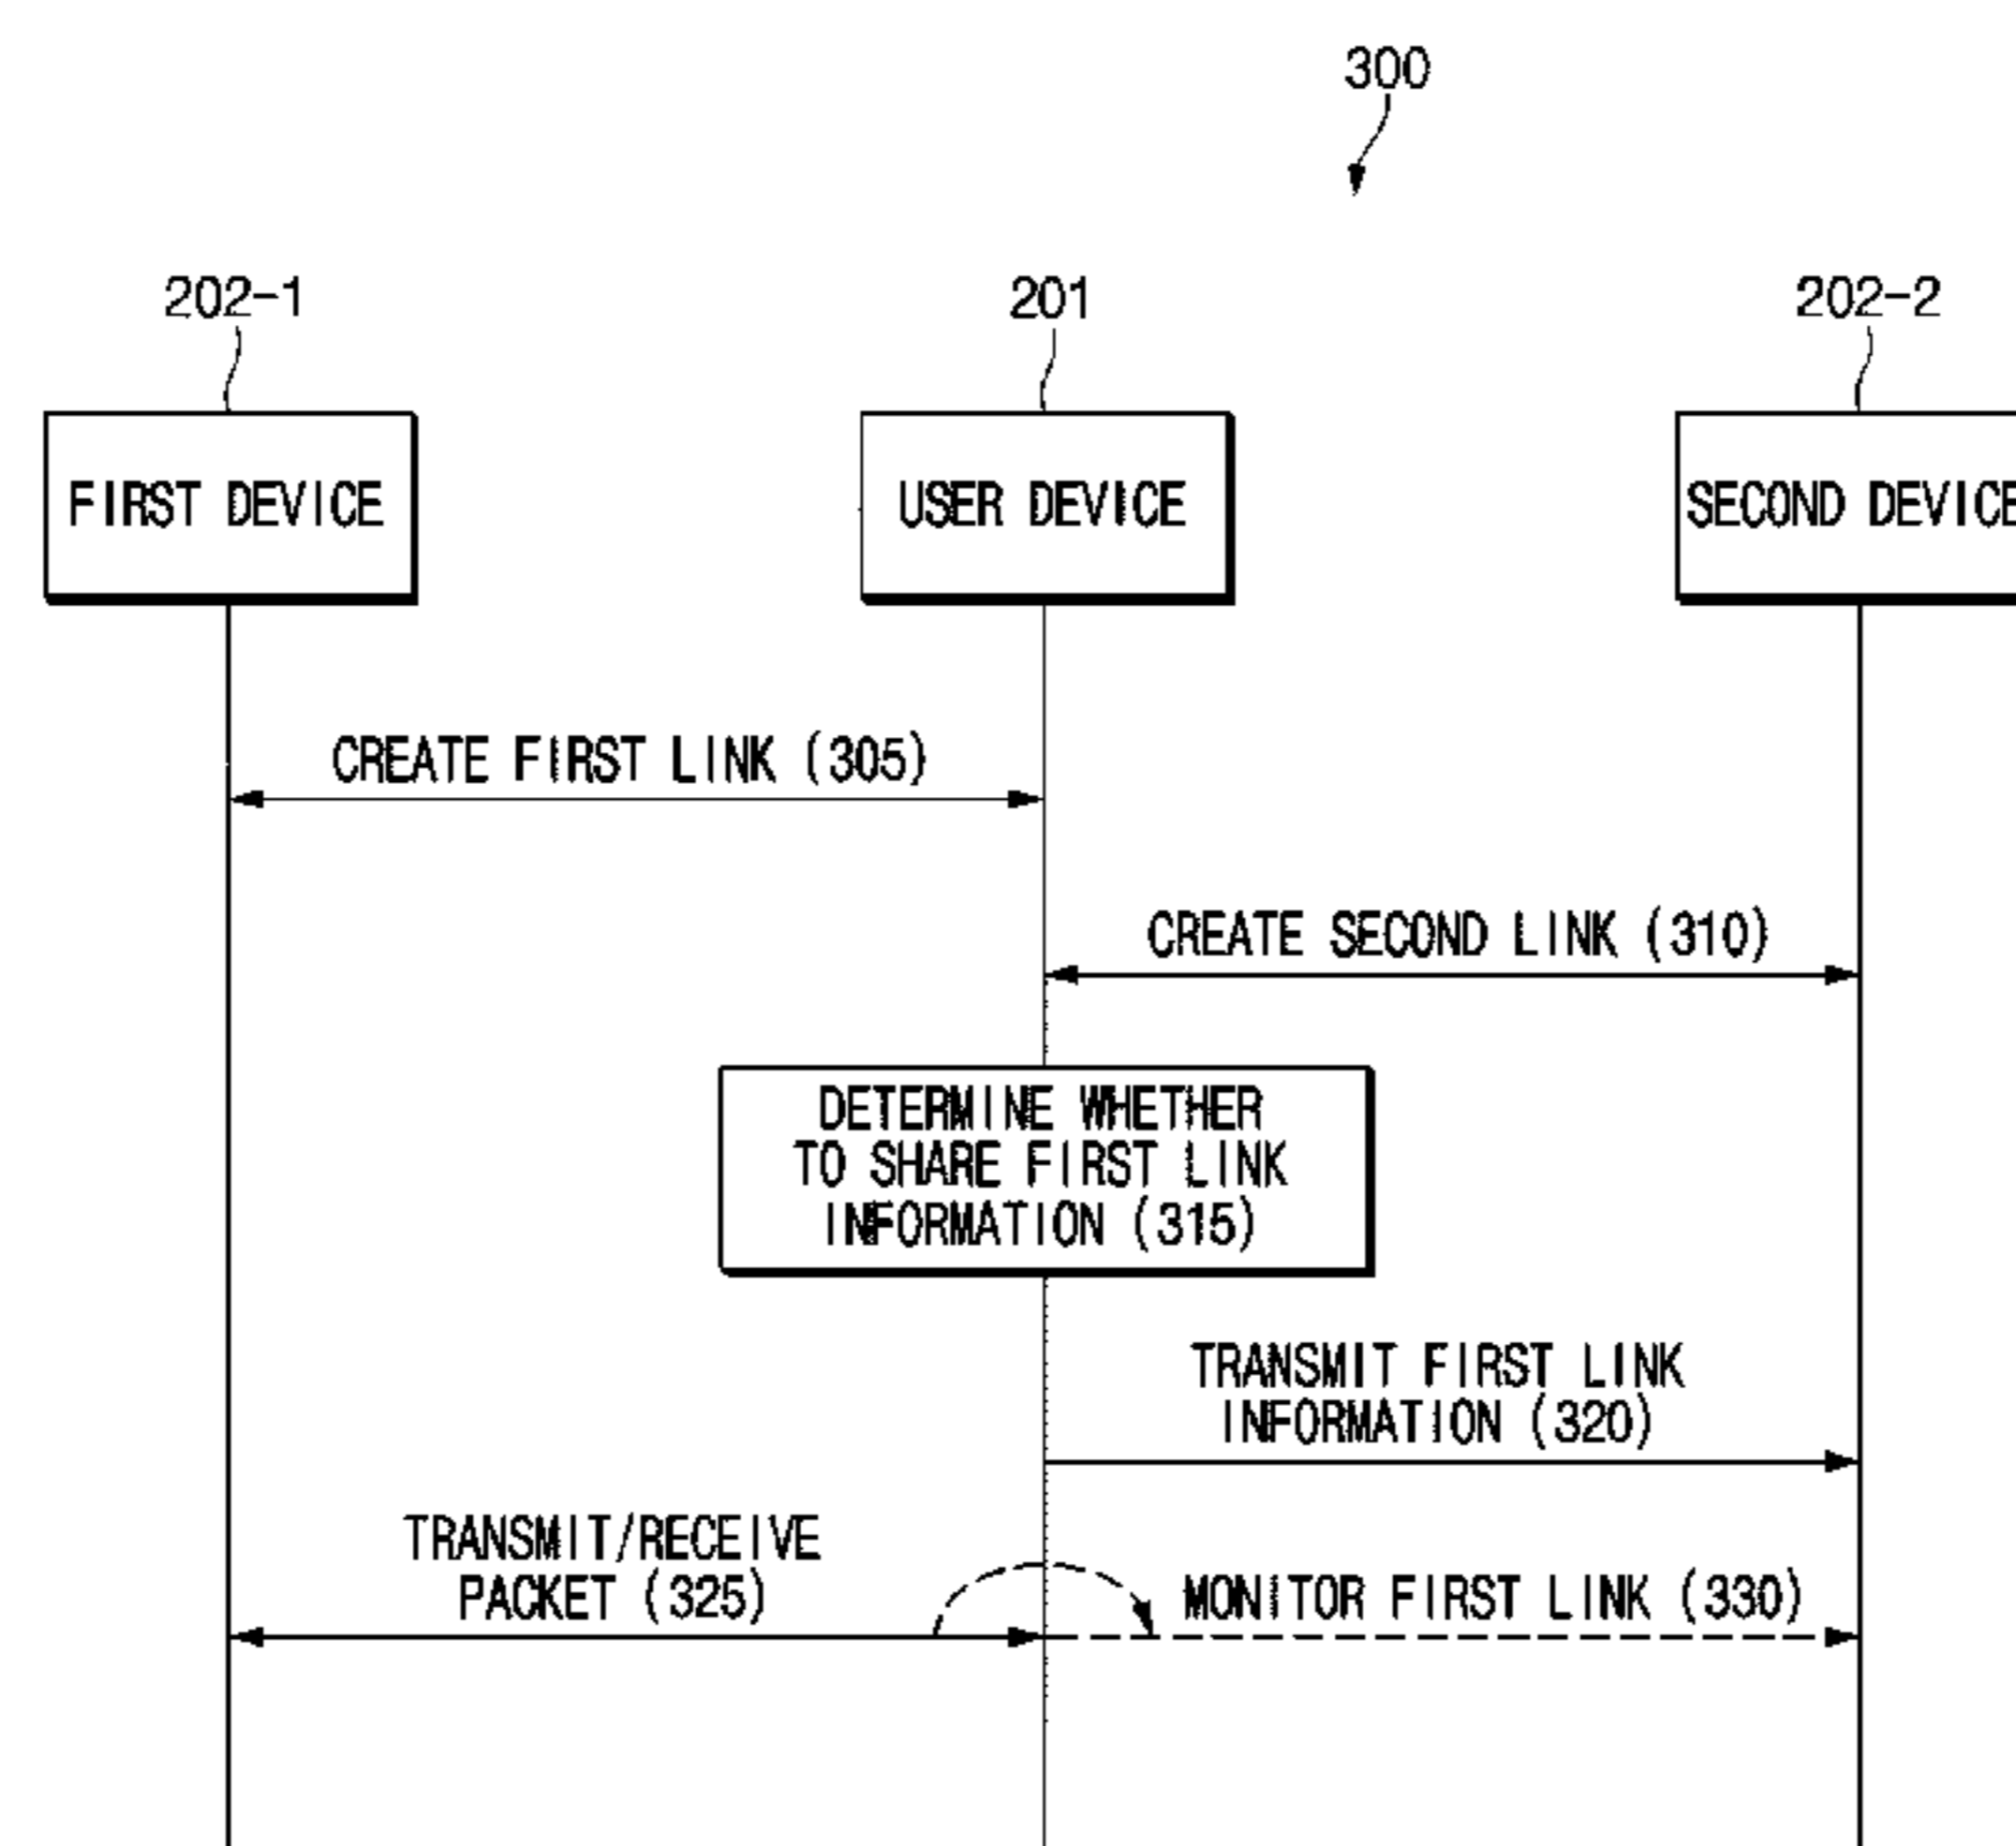 300
202-1
201
202-2
FIRST DEVICE
USER DEVICE
SECOND DEVICE
CREATE FIRST LINK (305)
CREATE SECOND LINK (310)
DETERMINE WHETHER
TO SHARE FIRST LINK
INFORMATION (315)
TRANSMIT FIRST LINK
INFORMATION (320)
TRANSMIT/RECEIVE
PACKET (325)
MONITOR FIRST LINK (330)